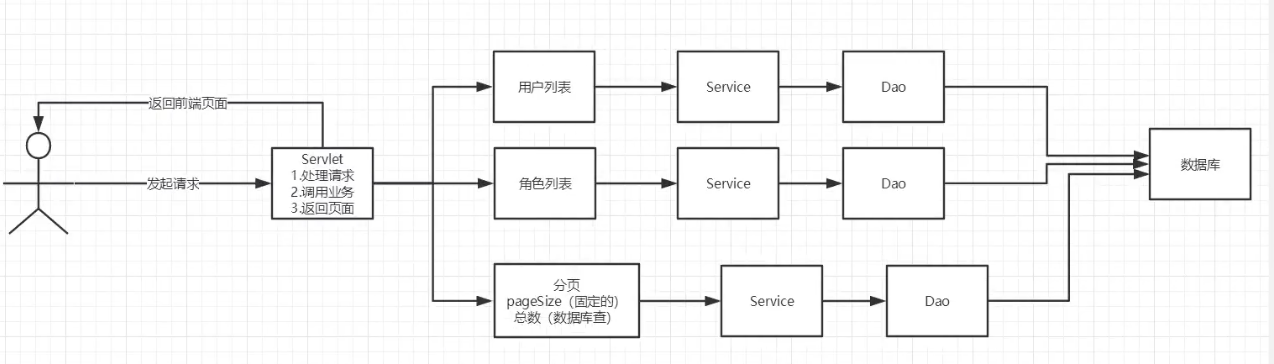 返回前端页面
发起请求
Servlet
1.处理请求
2.调用业务
3.返回页面
用户列表
Service
Dao
角色列表
Service
Dao
分页
pageSize（固定的）
总数（数据库查）
Service
Dao
数据库